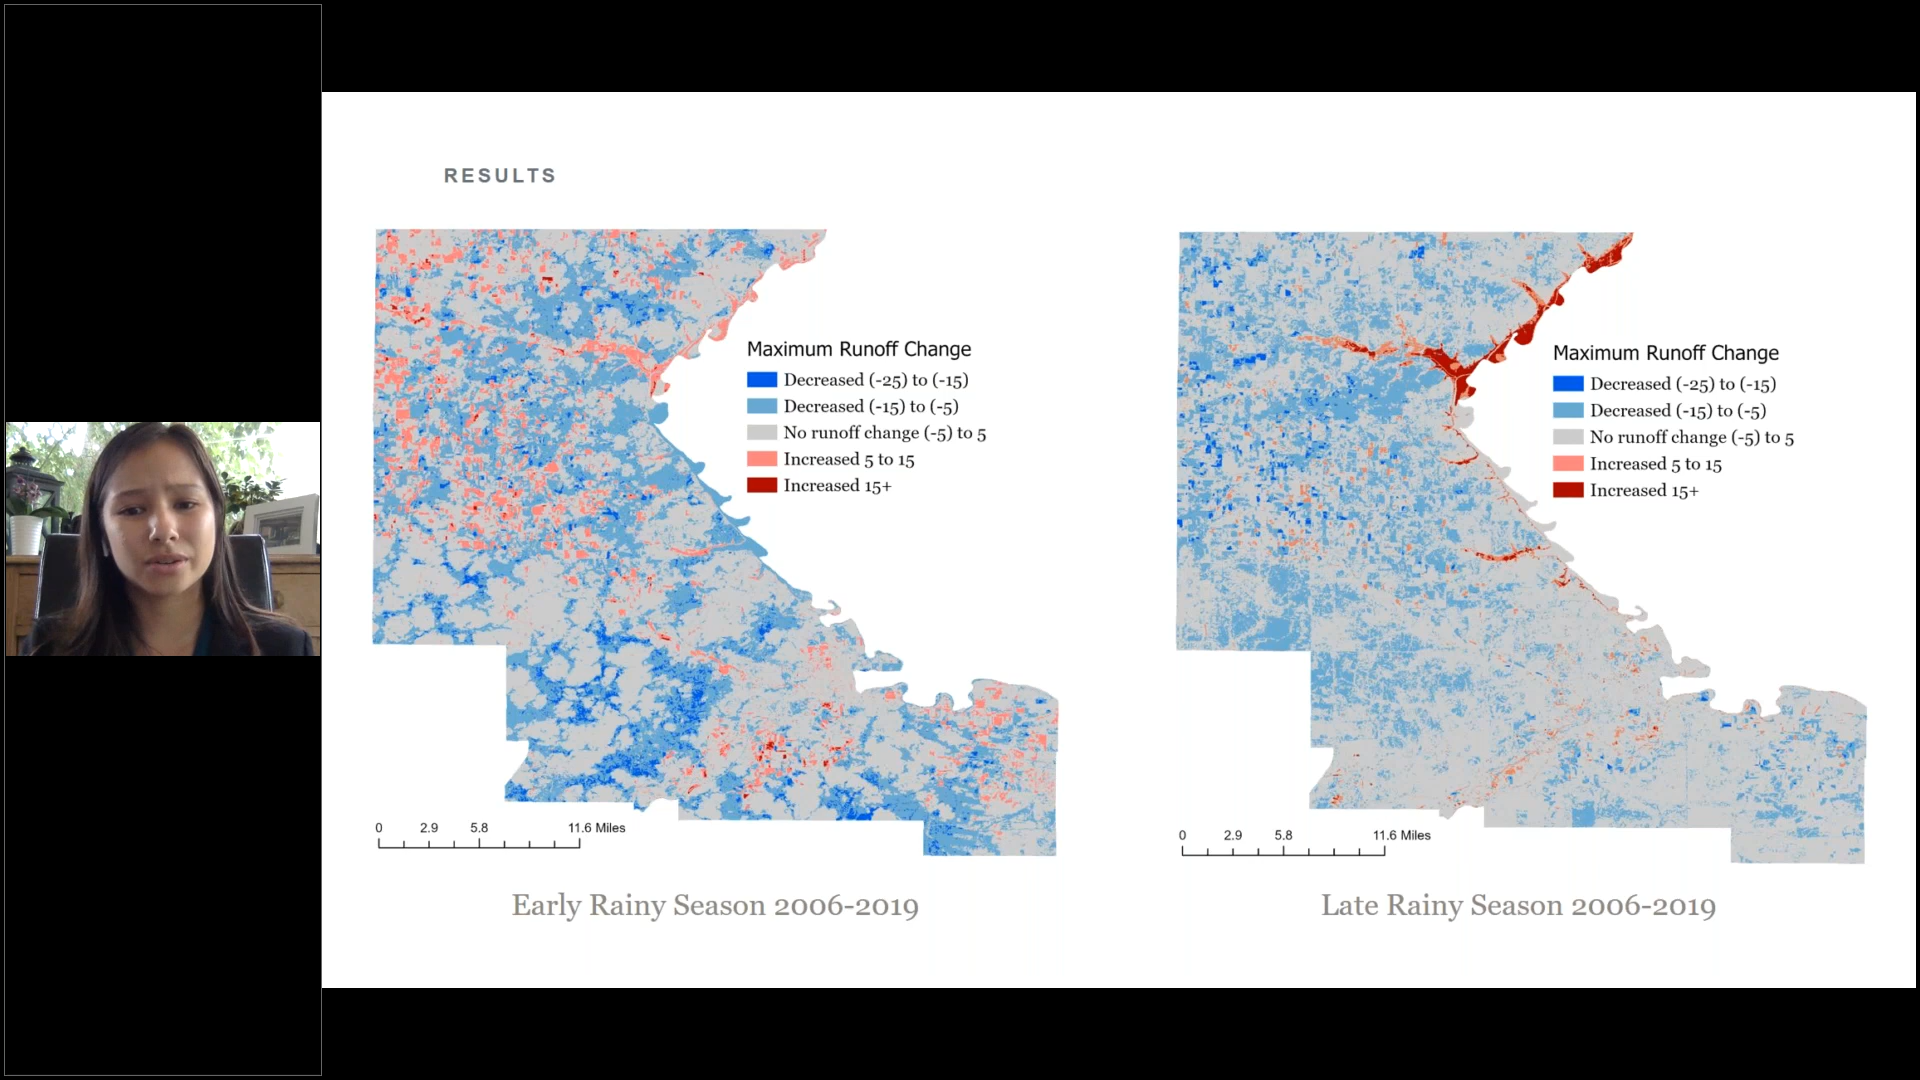 RESULTS
Maximum Runoff Change
Decreased (-25) to (-15)
Decreased (-15) to (-5)
No runoff change (-5) to 5
Increased 5 to 15
Increased 15+
0 2.9 5.8 11.6 Miles
Early Rainy Season 2006-2019
Maximum Runoff Change
Decreased (-25) to (-15)
Decreased (-15) to (-5)
No runoff change (-5) to 5
Increased 5 to 15
Increased 15+
0 2.9 5.8 11.6 Miles
Late Rainy Season 2006-2019